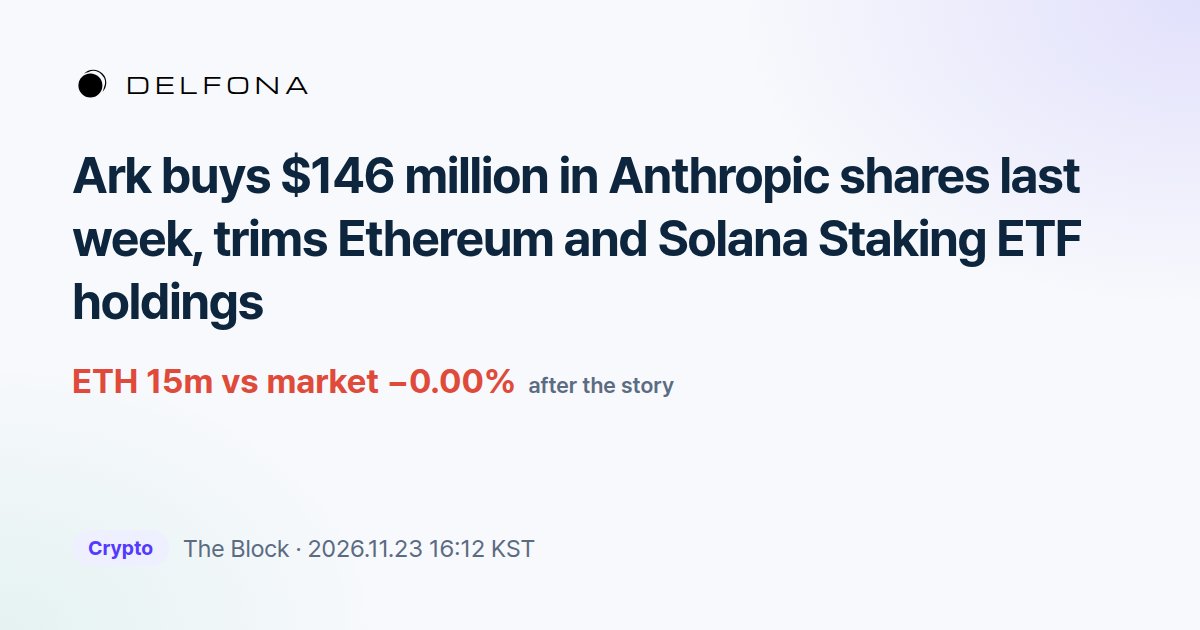 DELFONA
Ark buys $146 million in Anthropic shares last
week, trims Ethereum and Solana Staking ETF
holdings
ETH 15m vs market −0.00% after the story
Crypto The Block · 2026.11.23 16:12 KST